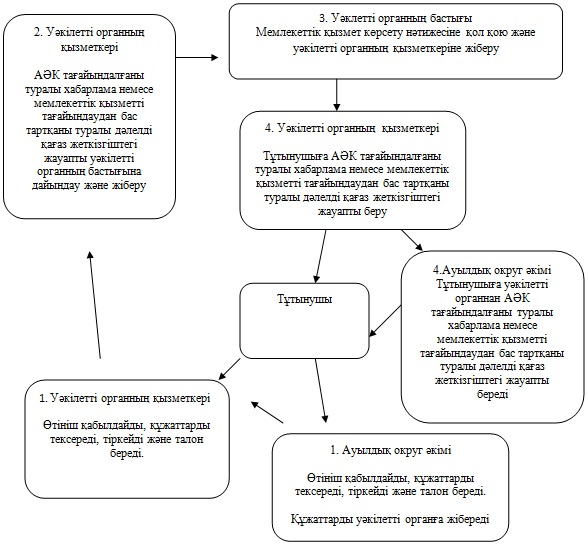 2. Уәкілетті органның
қызметкері
АӘК тағайындалғаны
туралы хабарлама немесе
мемлекеттік қызметті
тағайындаудан бас
тартқаны туралы дәлелді
қағаз жеткізгіштегі
жауапты уәкілетті
органның бастығына
дайындау және жіберу
3. Уәклетті органның бастығы
Мемлекеттік қызмет көрсету нәтижесіне қол қою және
уәкілетті органның қызметкеріне жіберу
4. Уәкілетті органның қызметкері
Тұтынушыға АӘК тағайындалғаны
туралы хабарлама немесе мемлекеттік
қызметті тағайындаудан бас тартқаны
туралы дәлелді қағаз жеткізгіштегі
жауапты беру
4.Ауылдық округ әкімі
Тұтынушыға уәкілетті
органнан АӘК
тағайындалғаны туралы
хабарлама немесе
мемлекеттік қызметті
тағайындаудан бас тартқаны
туралы дәлелді қағаз
жеткізгіштегі жауапты
береді
Тұтынушы
1. Уәкілетті органның қызметкері
Өтініш қабылдайды, құжаттарды
тексереді, тіркейді және талон
береді.
1. Ауылдық округ әкімі
Өтініш қабылдайды, құжаттарды
тексереді, тіркейді және талон береді.
Құжаттарды уәкілетті органға жібереді